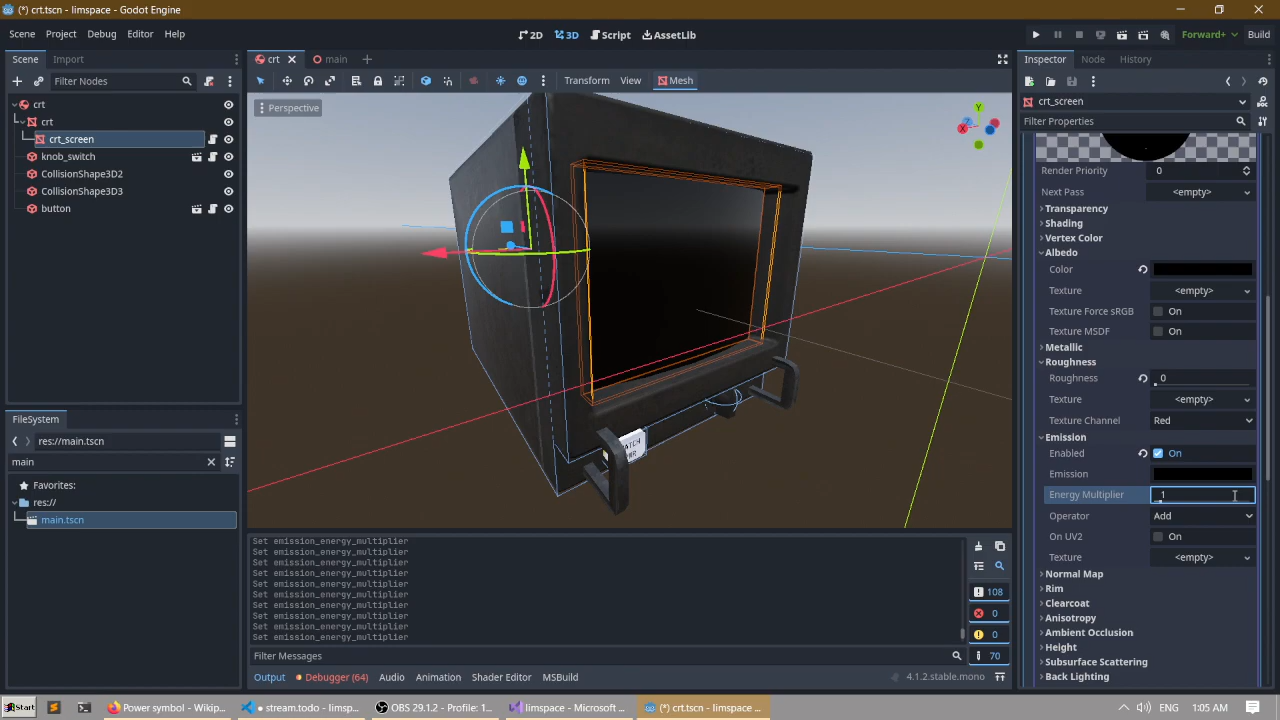 (*) crt.tscn - limspace - Godot Engine
Scene Project Debug Editor Help
2D 3D Script AssetLib
Forward+ Build
Scene Import
Filter Nodes
crt
crt
crt_screen
knob_switch
CollisionShape3D2
CollisionShape3D3
button
FileSystem
res://main.tscn
main
Favorites:
res://
main.tscn
crt main
Transform View Mesh
Perspective
Y
X
Z
Set emission_energy_multiplier
Set emission_energy_multiplier
Set emission_energy_multiplier
Set emission_energy_multiplier
Set emission_energy_multiplier
Set emission_energy_multiplier
Set emission_energy_multiplier
Set emission_energy_multiplier
Set emission_energy_multiplier
Set emission_energy_multiplier
108
0
0
70
Filter Messages
Output Debugger (64) Audio Animation Shader Editor MSBuild 4.1.2.stable.mono
Inspector Node History
crt_screen
Filter Properties
Render Priority 0
Next Pass <empty>
Transparency
Shading
Vertex Color
Albedo
Color
Texture <empty>
Texture Force sRGB On
Texture MSDF On
Metallic
Roughness
Roughness 0
Texture <empty>
Texture Channel Red
Emission
Enabled On
Emission
Energy Multiplier 1
Operator Add
On UV2 On
Texture <empty>
Normal Map
Rim
Clearcoat
Anisotropy
Ambient Occlusion
Height
Subsurface Scattering
Back Lighting
Start Power symbol - Wikip... ● stream.todo - limsp... OBS 29.1.2 - Profile: 1... limspace - Microsoft ... (*) crt.tscn - limspace ... 1:05 AM